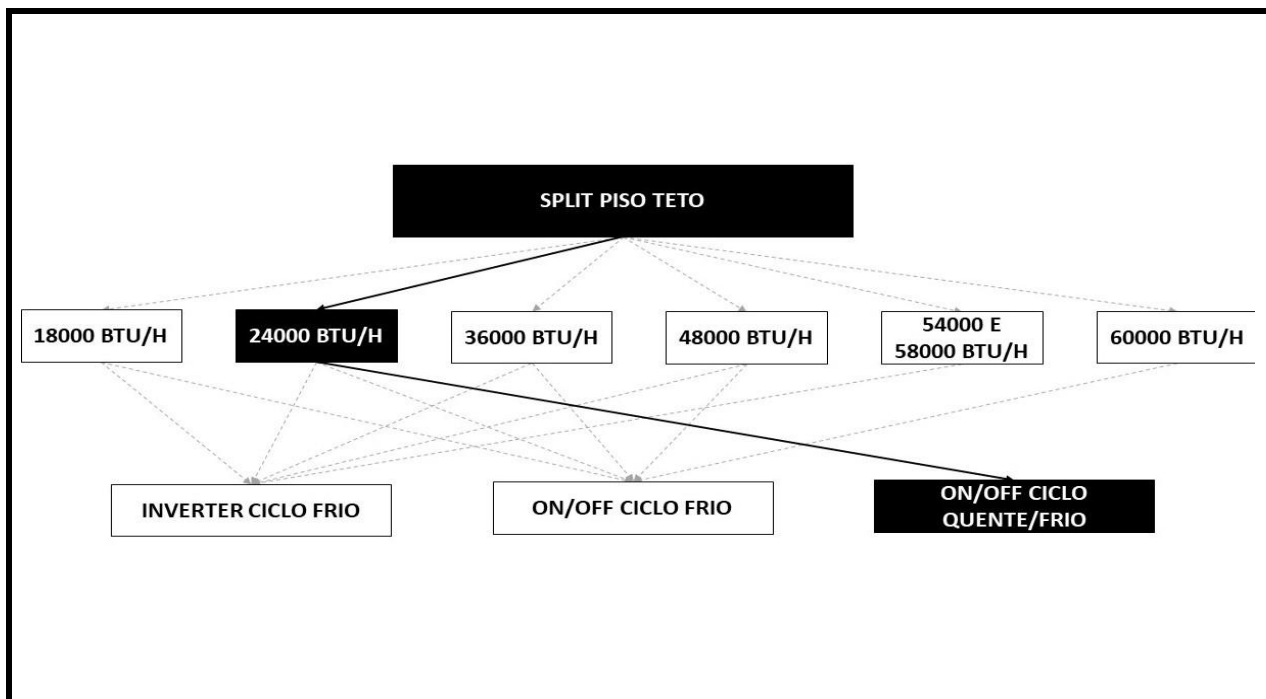 SPLIT PISO TETO
18000 BTU/H
24000 BTU/H
36000 BTU/H
48000 BTU/H
54000 E
58000 BTU/H
60000 BTU/H
INVERTER CICLO FRIO
ON/OFF CICLO FRIO
ON/OFF CICLO
QUENTE/FRIO